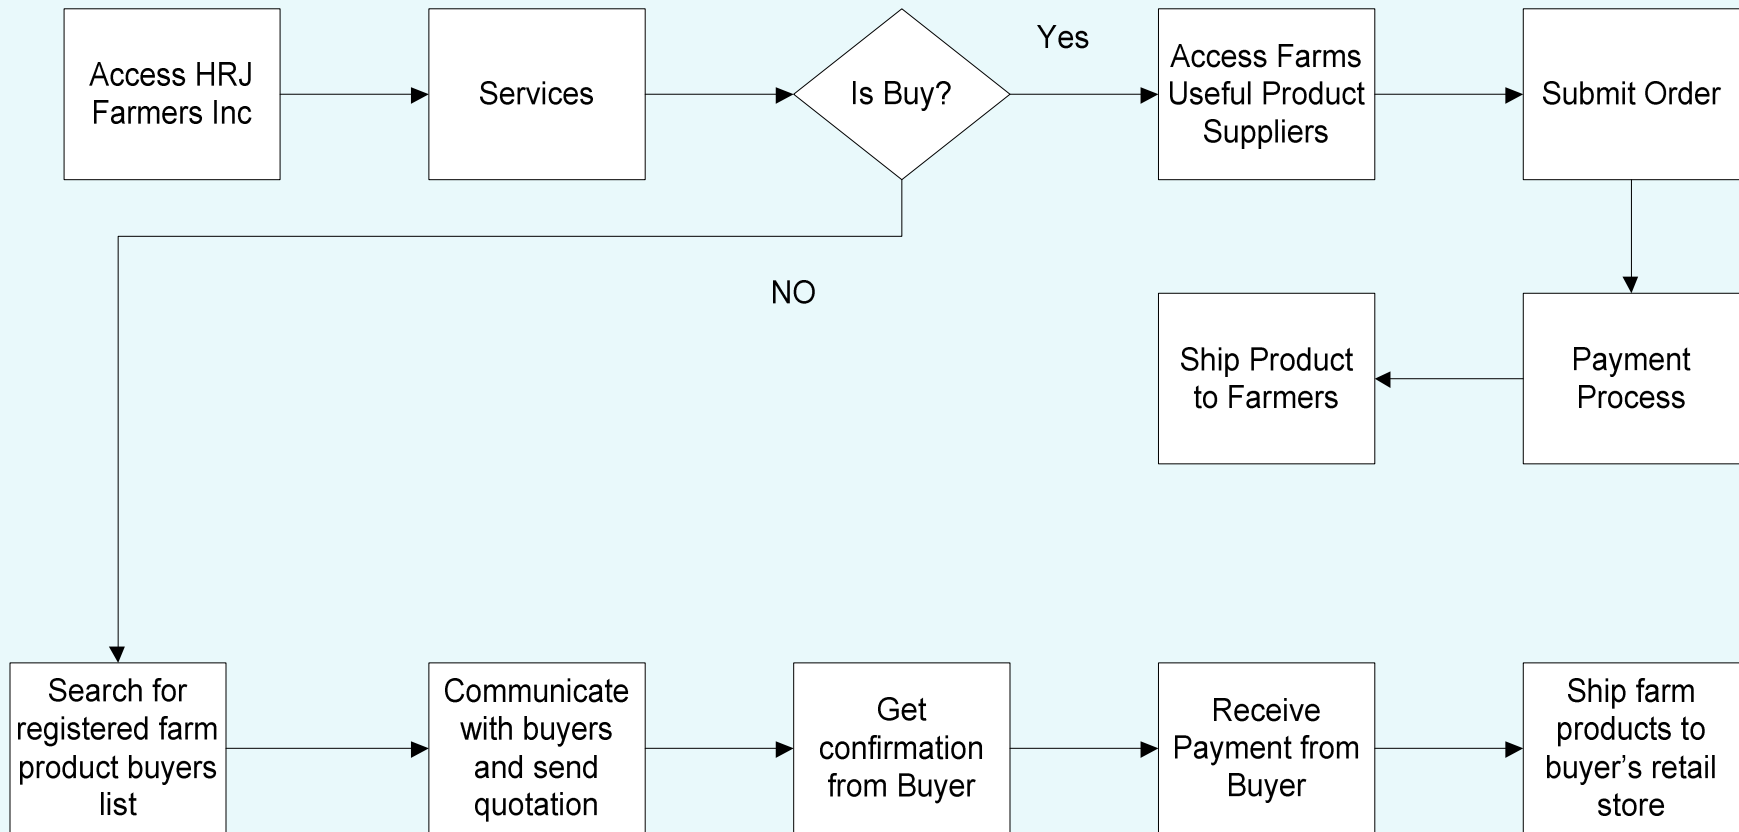 Access HRJ
Farmers Inc
Services
Is Buy?
Yes
Access Farms
Useful Product
Suppliers
Submit Order
NO
Ship Product
to Farmers
Payment
Process
Search for
registered farm
product buyers
list
Communicate
with buyers
and send
quotation
Get
confirmation
from Buyer
Receive
Payment from
Buyer
Ship farm
products to
buyer’s retail
store